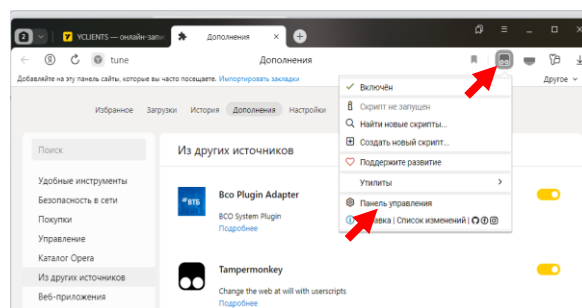 2
YCLIENTS — онлайн-запи
Дополнения
tune
Дополнения
Добавляйте на эту панель сайты, которые вы часто посещаете. Импортировать закладки
Другое
Избранное Загрузки История Дополнения Настройки
Поиск
Удобные инструменты
Безопасность в сети
Покупки
Управление
Каталог Opera
Из других источников
Веб-приложения
Из других источников
ВТБ
Bco Plugin Adapter
BCO System Plugin
Подробнее
Tampermonkey
Change the web at will with userscripts
Подробнее
Включён
Скрипт не запущен
Найти новые скрипты...
Создать новый скрипт...
Поддержите развитие
Утилиты
Панель управления
авка | Список изменений |